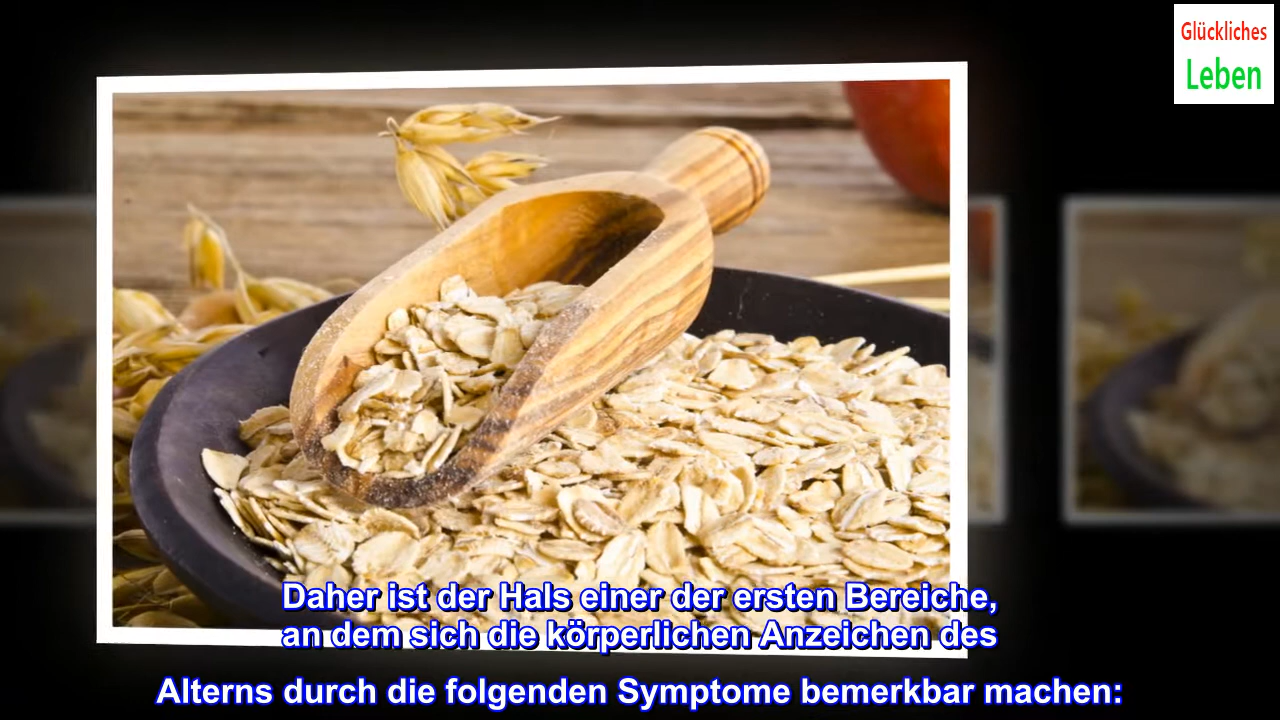 Glückliches
Leben
Daher ist der Hals einer der ersten Bereiche,
an dem sich die körperlichen Anzeichen des
Alterns durch die folgenden Symptome bemerkbar machen: